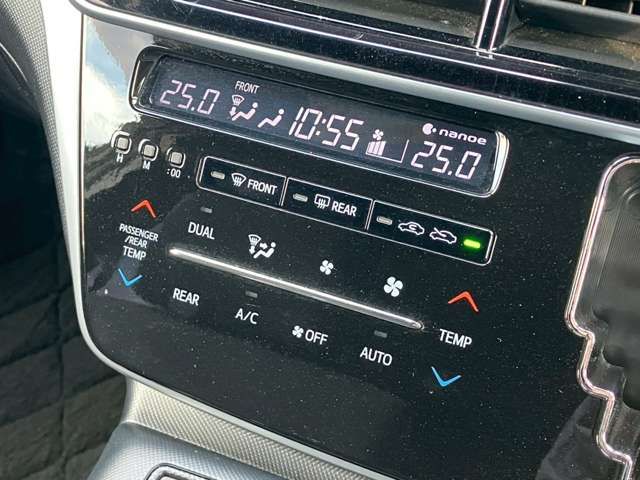 FRONT
25.0 10:55 nanoe 25.0
H M :00
FRONT REAR
PASSENGER
/REAR
TEMP
DUAL
REAR A/C OFF AUTO
TEMP